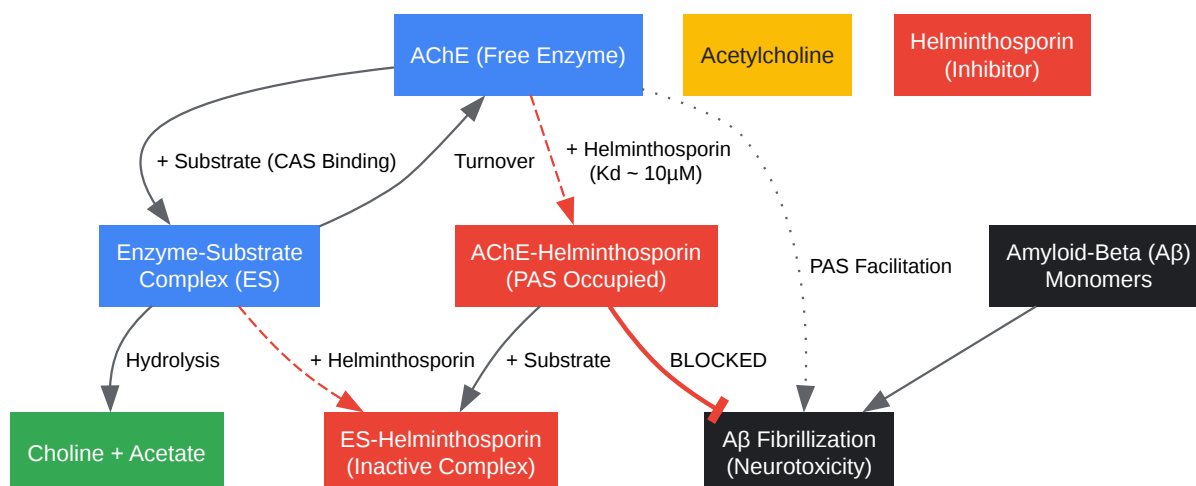 AChE (Free Enzyme)
Acetylcholine
Helminthosporin
(Inhibitor)
+ Substrate (CAS Binding)
Turnover
+ Helminthosporin
(Kd ~ 10µM)
Enzyme-Substrate
Complex (ES)
AChE-Helminthosporin
(PAS Occupied)
PAS Facilitation
Amyloid-Beta (Aβ)
Monomers
Hydrolysis
+ Helminthosporin
+ Substrate
BLOCKED
Choline + Acetate
ES-Helminthosporin
(Inactive Complex)
Aβ Fibrillization
(Neurotoxicity)